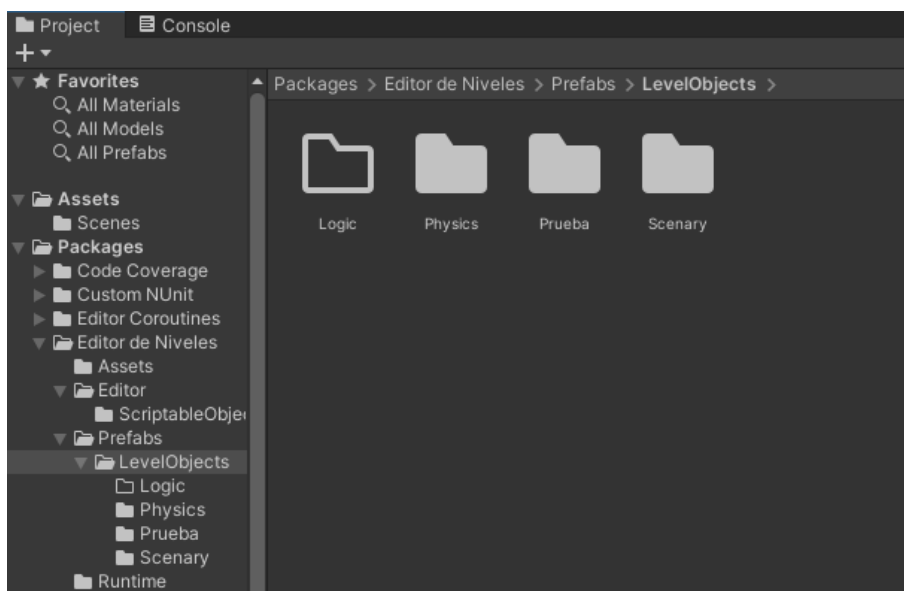 Project Console
Favorites
All Materials
All Models
All Prefabs
Assets
Scenes
Packages
Code Coverage
Custom NUnit
Editor Coroutines
Editor de Niveles
Assets
Editor
ScriptableObje
Prefabs
LevelObjects
Logic
Physics
Prueba
Scenary
Runtime
Packages > Editor de Niveles > Prefabs > LevelObjects >
Logic Physics Prueba Scenary